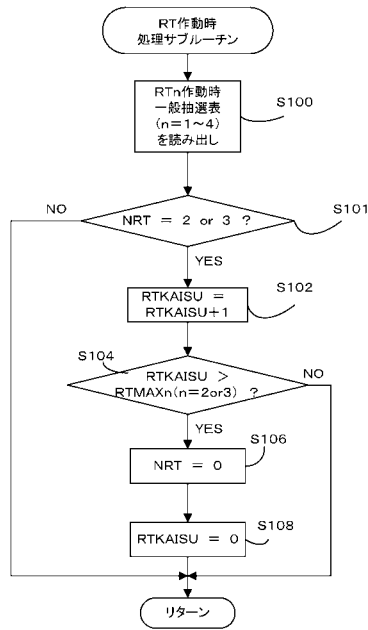 RT作動時
処理サブルーチン
RTn作動時
一般抽選表
(n＝1～4)
を読み出し
S100
NO
NRT ＝ 2 or 3 ?
S101
YES
RTKAISU ＝
RTKAISU＋1
S102
S104
RTKAISU ＞
RTMAXn(n＝2or3) ?
NO
YES
NRT ＝ 0
S106
RTKAISU ＝ 0
S108
リターン